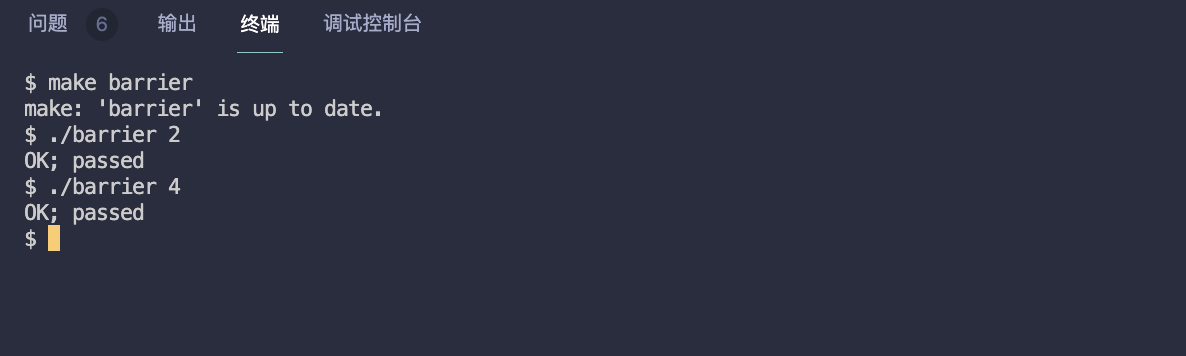 问题 6 输出 终端 调试控制台
$ make barrier
make: 'barrier' is up to date.
$ ./barrier 2
OK; passed
$ ./barrier 4
OK; passed
$